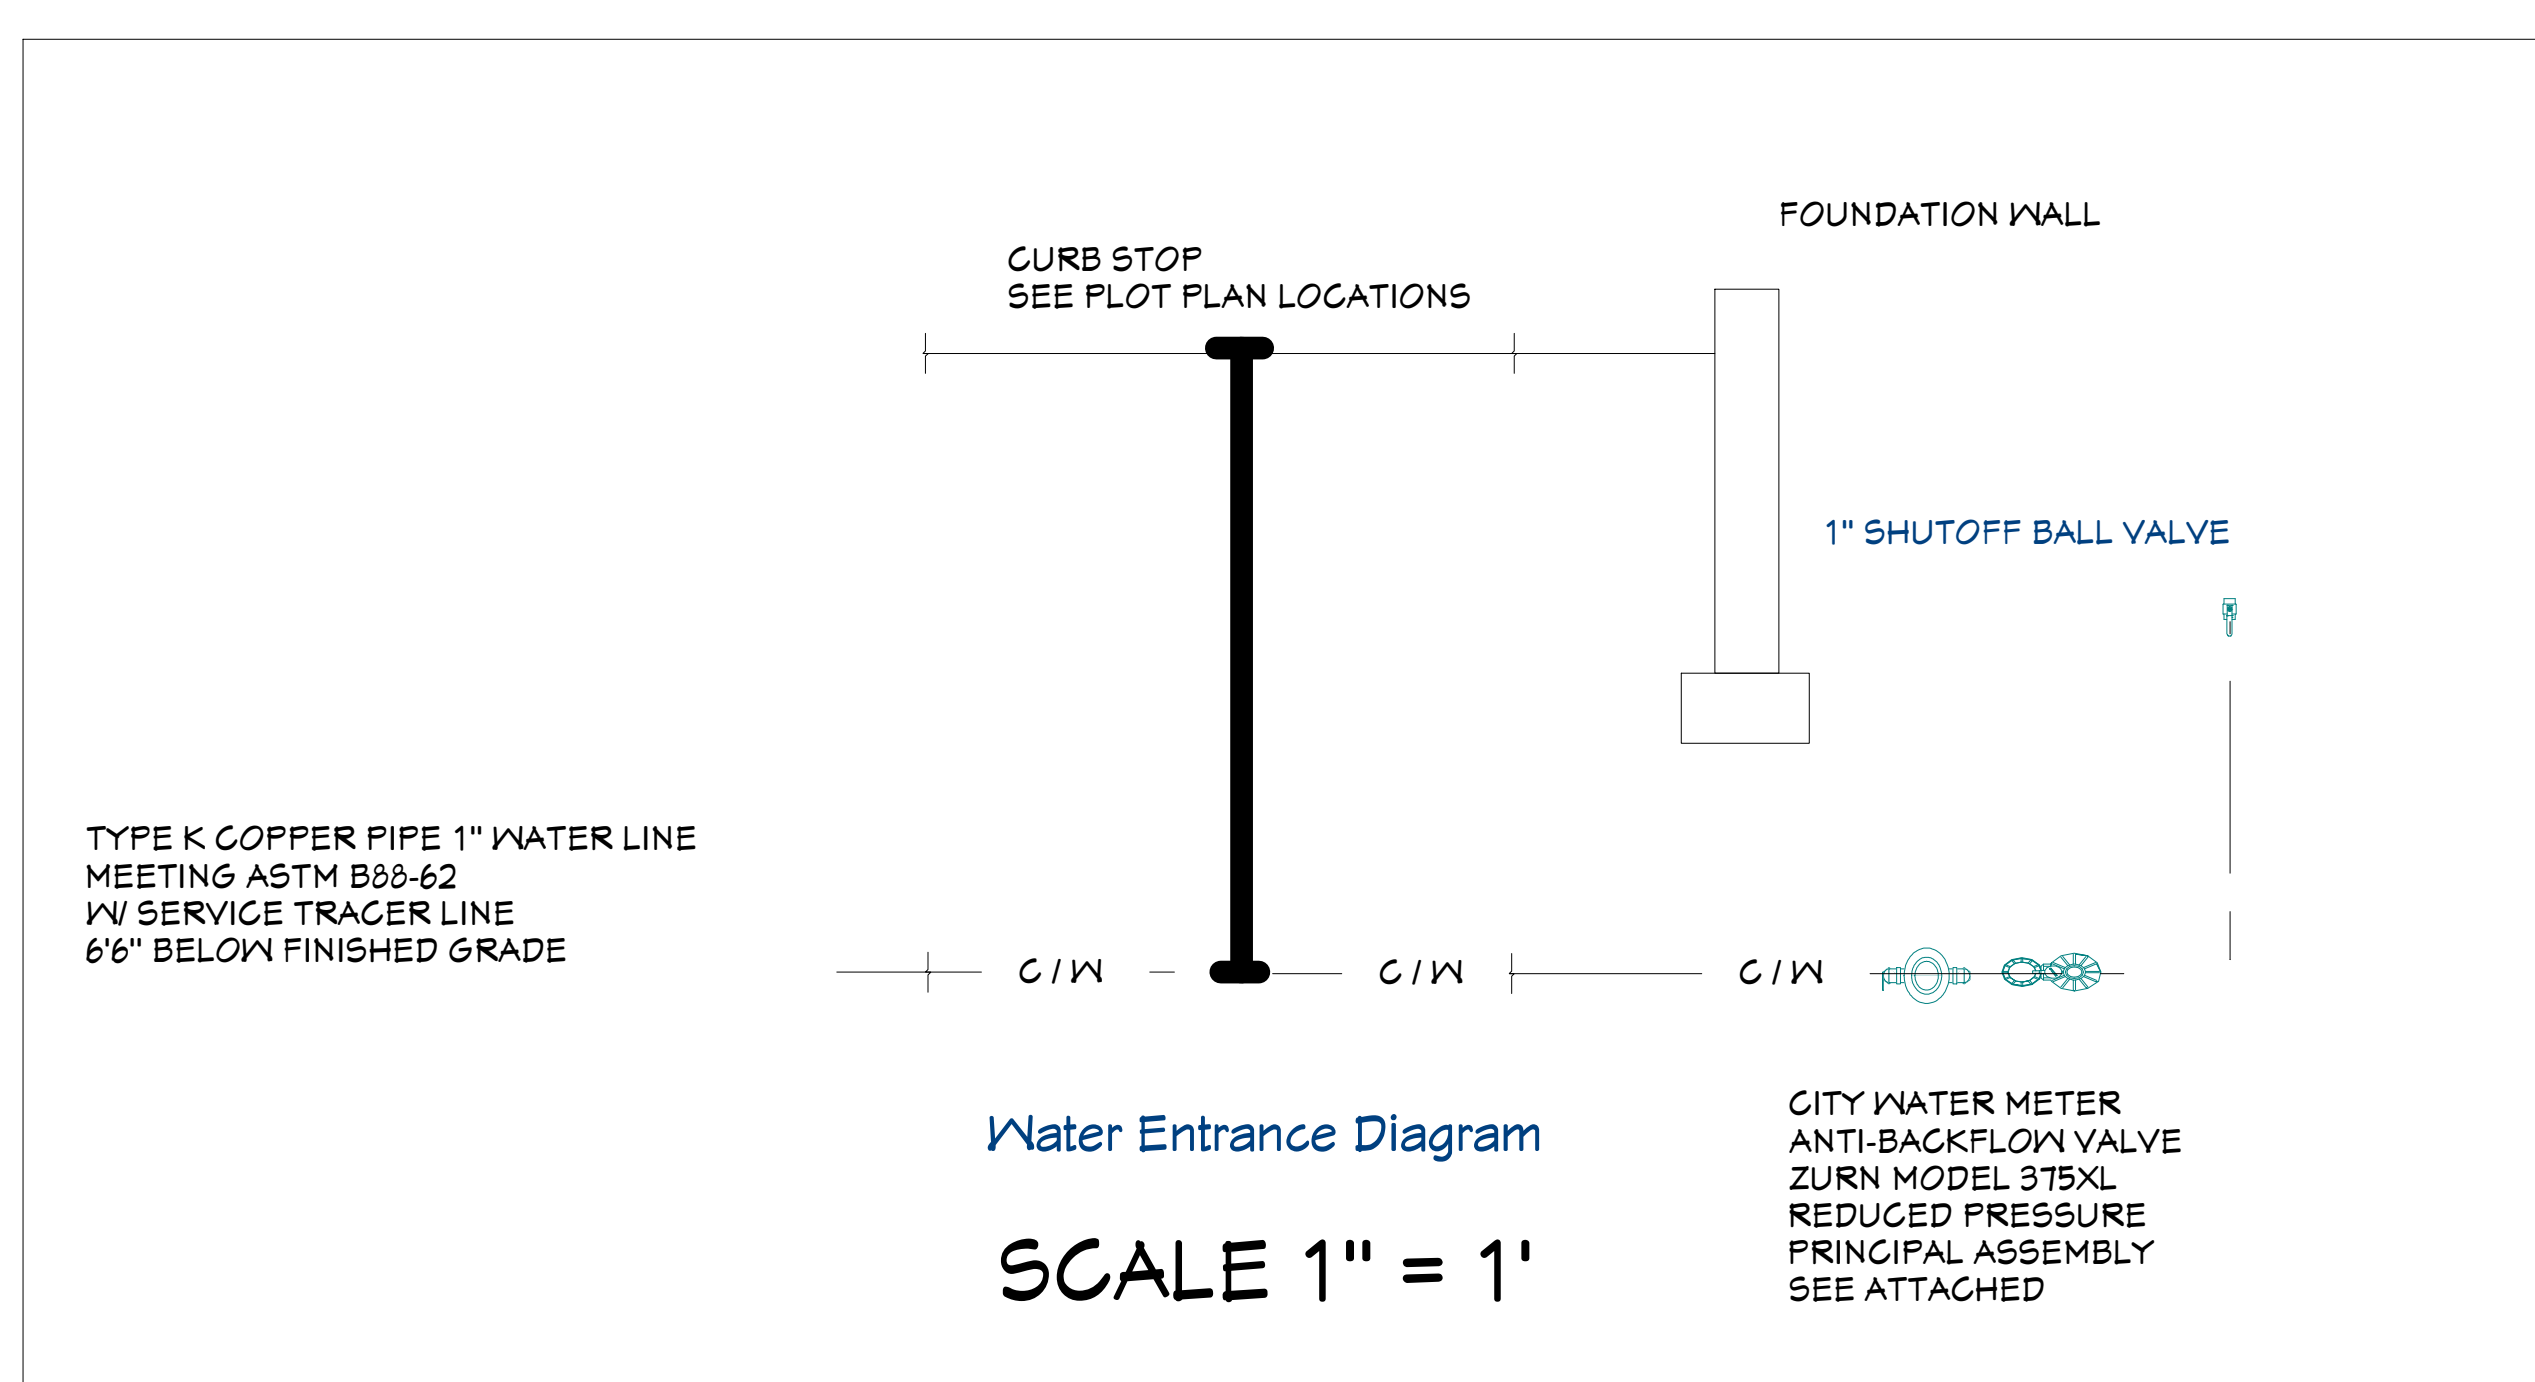 FOUNDATION WALL
CURB STOP
SEE PLOT PLAN LOCATIONS
1" SHUTOFF BALL VALVE
TYPE K COPPER PIPE 1" WATER LINE
MEETING ASTM B88-62
W/ SERVICE TRACER LINE
6'6" BELOW FINISHED GRADE
C / W C / W C / W
Water Entrance Diagram
SCALE 1" = 1'
CITY WATER METER
ANTI-BACKFLOW VALVE
ZURN MODEL 375XL
REDUCED PRESSURE
PRINCIPAL ASSEMBLY
SEE ATTACHED